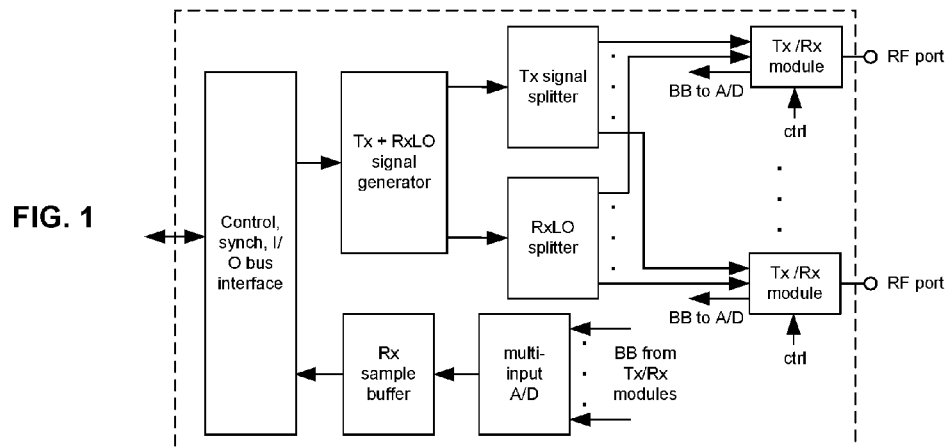 FIG. 1
Control,
synch, I/
O bus
interface
Tx + RxLO
signal
generator
Tx signal
splitter
RxLO
splitter
Tx /Rx
module
RF port
BB to A/D
ctrl
Tx /Rx
module
RF port
BB to A/D
ctrl
Rx
sample
buffer
multi-
input
A/D
BB from
Tx/Rx
modules